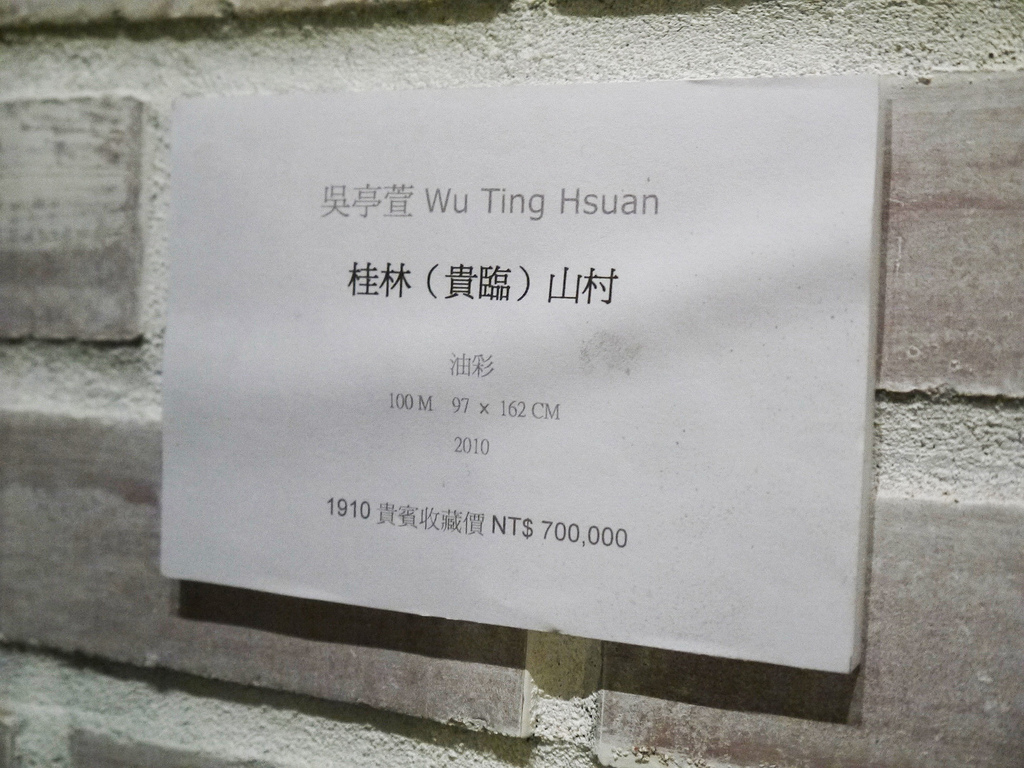 吳亭萱 Wu Ting Hsuan
桂林（貴臨）山村
油彩
100 M 97 × 162 CM
2010
1910 貴賓收藏價 NT$ 700,000